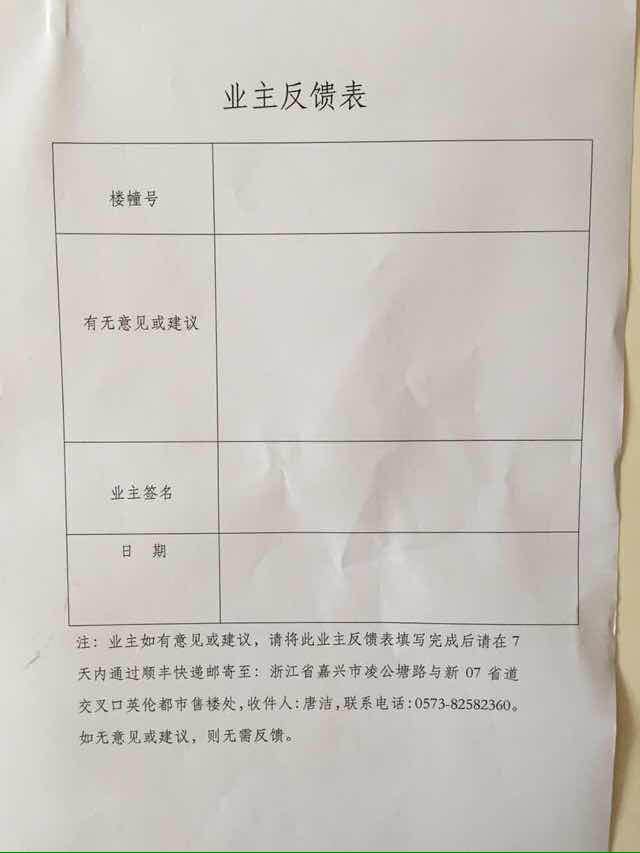 业主反馈表
楼幢号
有无意见或建议
业主签名
日 期
注：业主如有意见或建议，请将此业主反馈表填写完成后请在 7
天内通过顺丰快递邮寄至：浙江省嘉兴市凌公塘路与新 07 省道
交叉口英伦都市售楼处,收件人:唐洁,联系电话:0573-82582360。
如无意见或建议，则无需反馈。